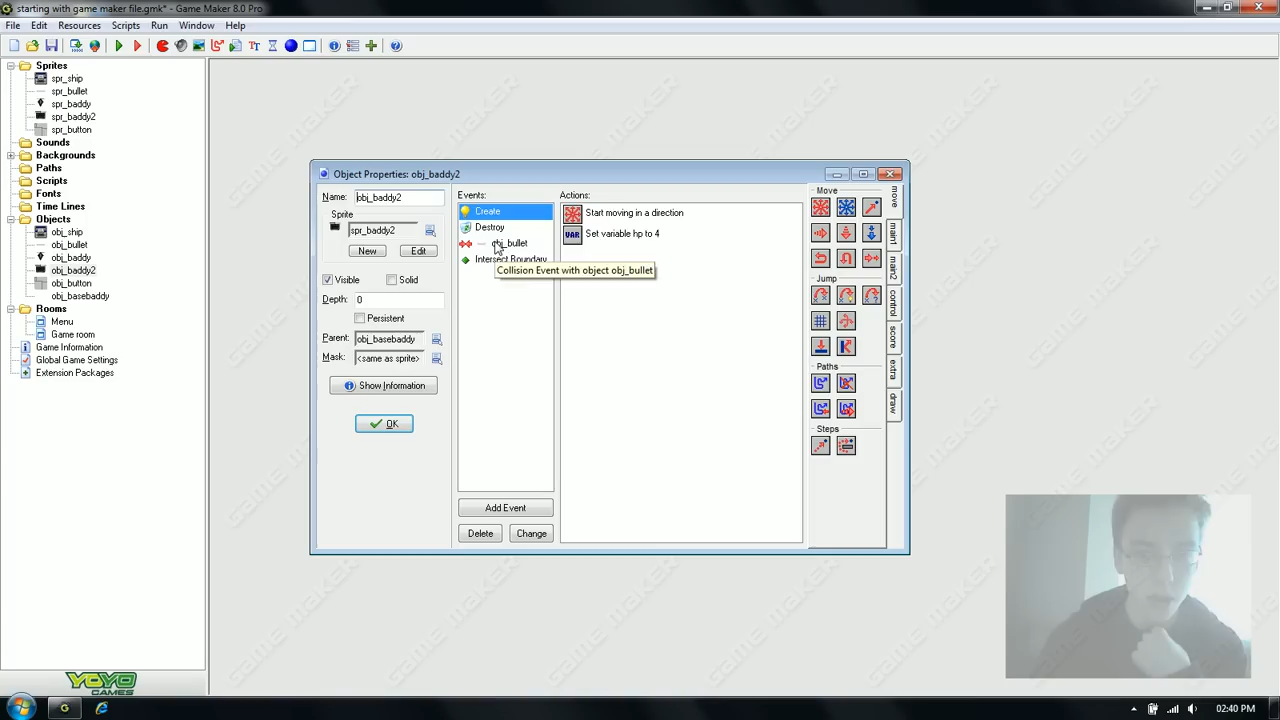 starting with game maker file.gmk* - Game Maker 8.0 Pro
File Edit Resources Scripts Run Window Help
Sprites
spr_ship
spr_bullet
spr_baddy
spr_baddy2
spr_button
Sounds
Backgrounds
Paths
Scripts
Fonts
Time Lines
Objects
obj_ship
obj_bullet
obj_baddy
obj_baddy2
obj_button
obj_basebaddy
Rooms
Menu
Game room
Game Information
Global Game Settings
Extension Packages
YOYO
GAMES
Object Properties: obj_baddy2
Name: obj_baddy2
Sprite
spr_baddy2
New Edit
Visible Solid
Depth: 0
Persistent
Parent: obj_basebaddy
Mask: <same as sprite>
Show Information
OK
Events:
Create
Destroy
obj_bullet
Intersect Boundary
Collision Event with object obj_bullet
Add Event
Delete Change
Actions:
Start moving in a direction
VAR Set variable hp to 4
Move
Jump
Paths
Steps
move
main1
main2
control
score
extra
draw
GAME MAKER
02:40 PM